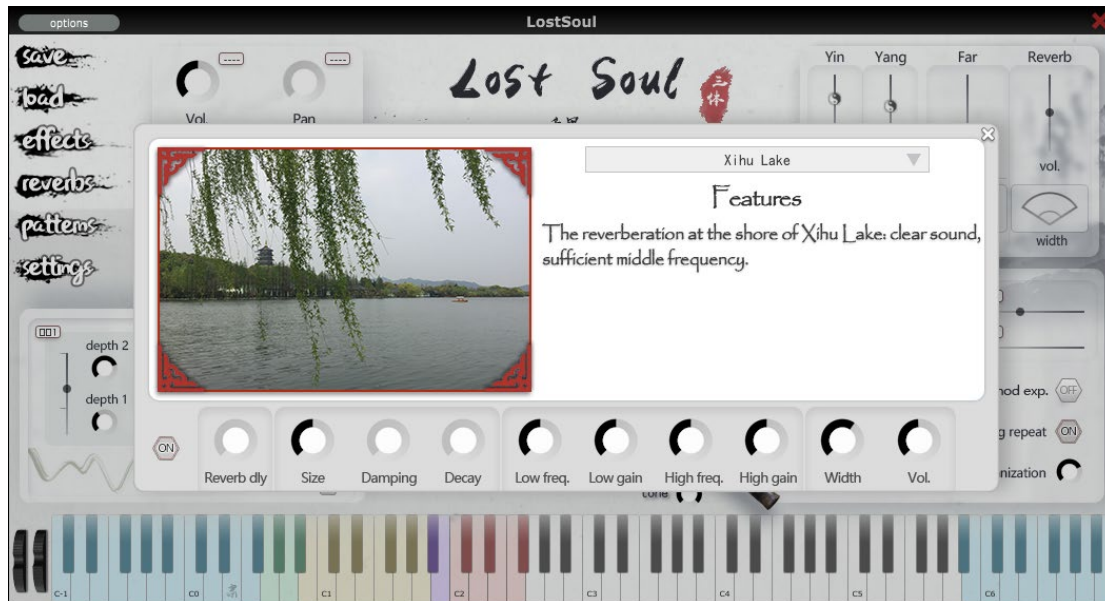 options
LostSoul
save
load
effects
reverbs
patterns
settings
Vol.
Pan
----
----
Lost Soul
三体
Yin Yang Far Reverb
vol.
width
Xihu Lake
Features
The reverberation at the shore of Xihu Lake: clear sound,
sufficient middle frequency.
001
depth 2
depth 1
OFF
g repeat ON
ON
Reverb dly Size Damping Decay Low freq. Low gain High freq. High gain Width Vol.
tone
C-1 C0 C1 C2 C3 C4 C5 C6